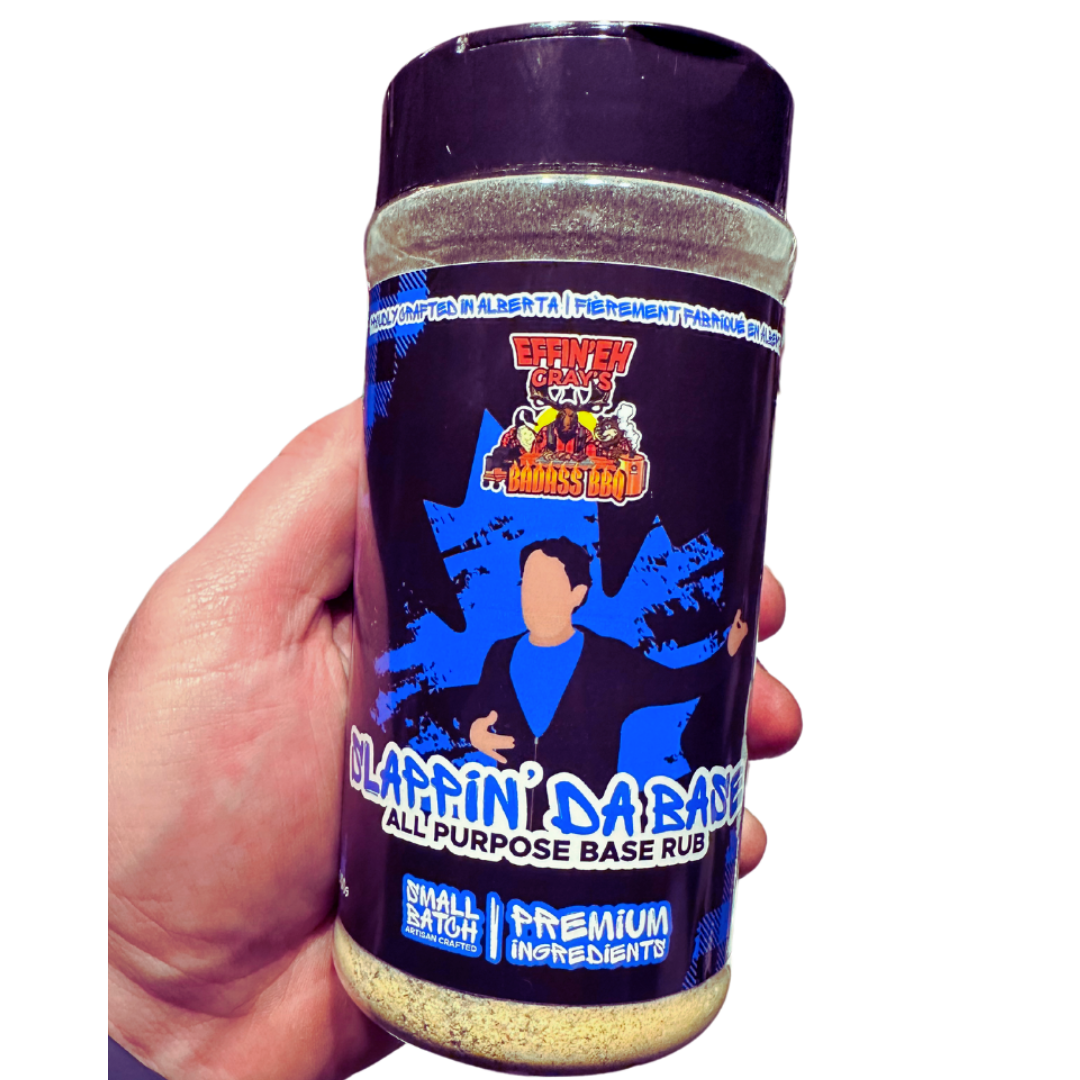 CRAFTED IN ALBERTA | FIÈREMENT FABRIQUÉ EN
EFFIN'EH
GRAY'S
BADASS BBQ
SLAPPiN' DA BASE
ALL PURPOSE BASE RUB
SMALL
BATCH
ARTISAN CRAFTED
PREMiUM
iNGREDiENTS